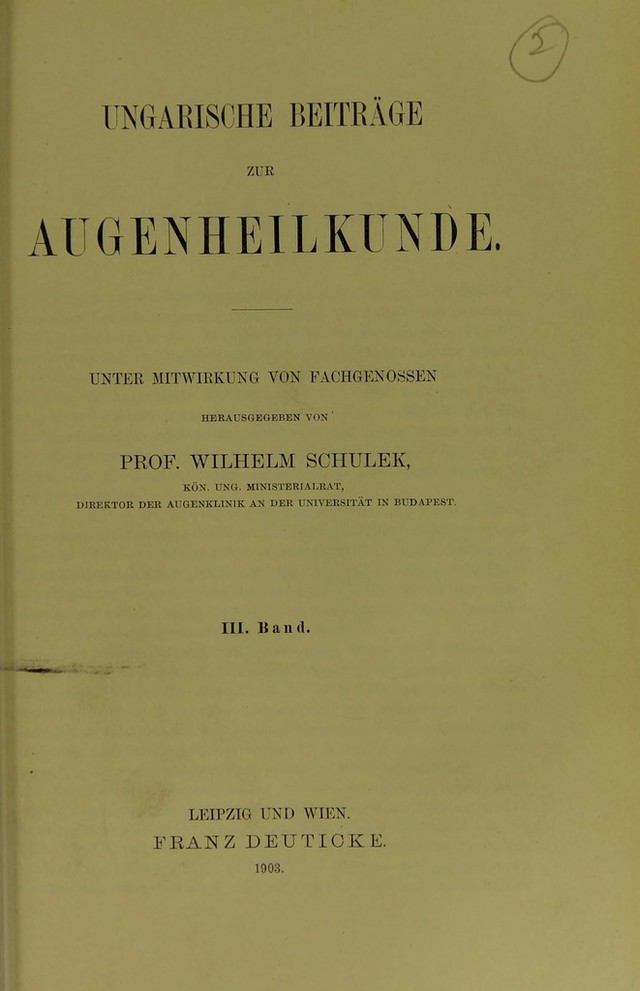 5
UNGARISCHE BEITRÄGE
ZUR
AUGENHEILKUNDE.
UNTER MITWIRKUNG VON FACHGENOSSEN
HERAUSGEGEBEN VON
PROF. WILHELM SCHULEK,
KÖN. UNG. MINISTERIALRAT,
DIREKTOR DER AUGENKLINIK AN DER UNIVERSITÄT IN BUDAPEST.
III. Band.
LEIPZIG UND WIEN.
FRANZ DEUTICKE.
1903.